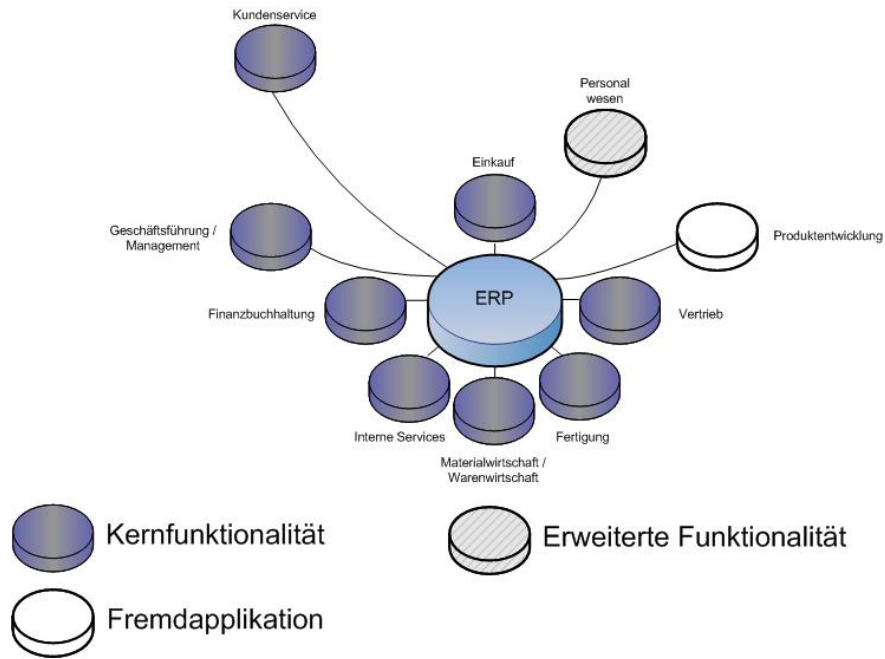 Kundenservice
Personal
wesen
Einkauf
Geschäftsführung /
Management
Produktentwicklung
ERP
Finanzbuchhaltung
Vertrieb
Interne Services
Fertigung
Materialwirtschaft /
Warenwirtschaft
Kernfunktionalität
Erweiterte Funktionalität
Fremdapplikation